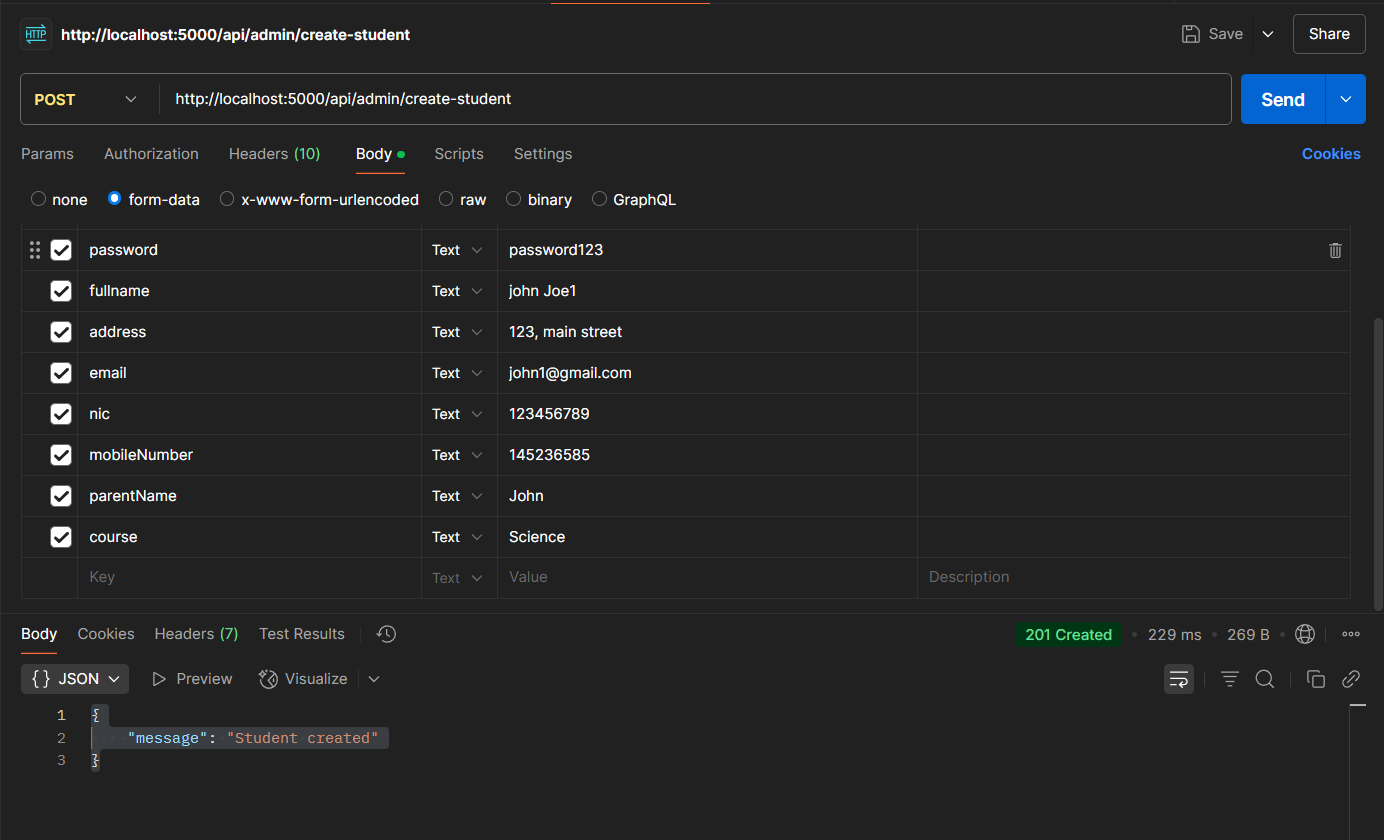 HTTP http://localhost:5000/api/admin/create-student Save Share
POST http://localhost:5000/api/admin/create-student Send
Params Authorization Headers (10) Body Scripts Settings Cookies
none form-data x-www-form-urlencoded raw binary GraphQL
password Text password123
fullname Text john Joe1
address Text 123, main street
email Text john1@gmail.com
nic Text 123456789
mobileNumber Text 145236585
parentName Text John
course Text Science
Key Text Value Description
Body Cookies Headers (7) Test Results 201 Created 229 ms 269 B
{} JSON Preview Visualize
1 {
2 "message": "Student created"
3 }